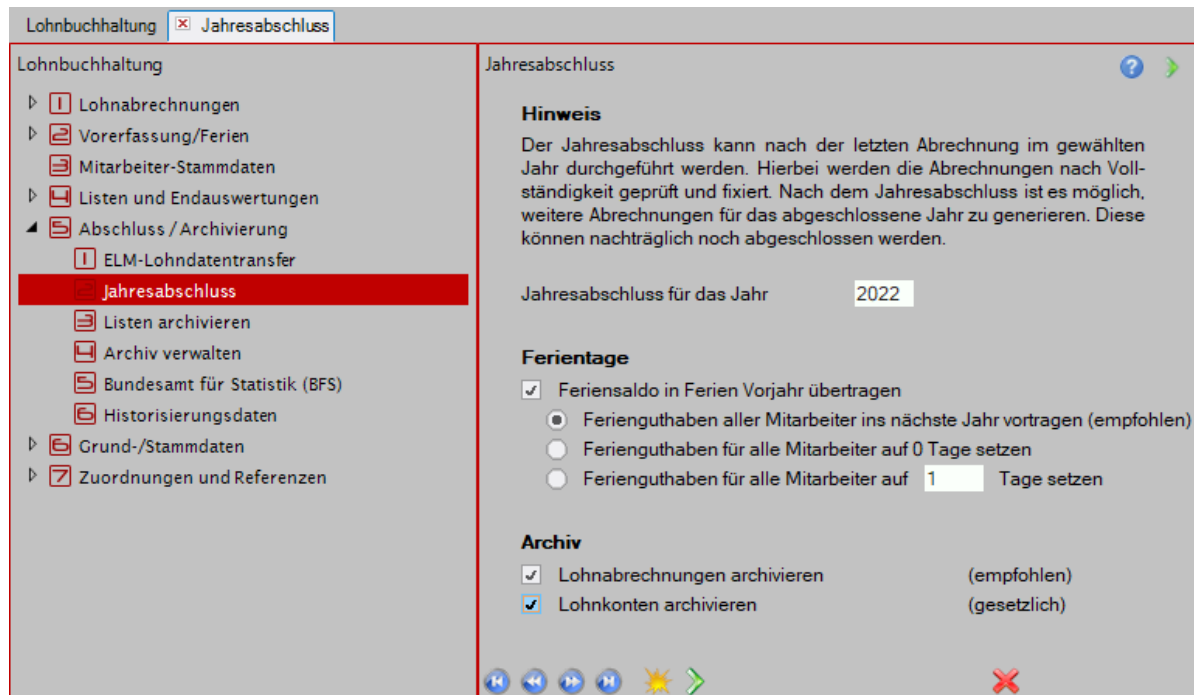 Lohnbuchhaltung Jahresabschluss
Lohnbuchhaltung
1 Lohnabrechnungen
2 Vorerfassung/Ferien
3 Mitarbeiter-Stammdaten
4 Listen und Endauswertungen
5 Abschluss / Archivierung
1 ELM-Lohndatentransfer
2 Jahresabschluss
3 Listen archivieren
4 Archiv verwalten
5 Bundesamt für Statistik (BFS)
6 Historisierungsdaten
6 Grund-/Stammdaten
7 Zuordnungen und Referenzen
Jahresabschluss
Hinweis
Der Jahresabschluss kann nach der letzten Abrechnung im gewählten
Jahr durchgeführt werden. Hierbei werden die Abrechnungen nach Voll-
ständigkeit geprüft und fixiert. Nach dem Jahresabschluss ist es möglich,
weitere Abrechnungen für das abgeschlossene Jahr zu generieren. Diese
können nachträglich noch abgeschlossen werden.
Jahresabschluss für das Jahr 2022
Ferientage
Feriensaldo in Ferien Vorjahr übertragen
Ferienguthaben aller Mitarbeiter ins nächste Jahr vortragen (empfohlen)
Ferienguthaben für alle Mitarbeiter auf 0 Tage setzen
Ferienguthaben für alle Mitarbeiter auf 1 Tage setzen
Archiv
Lohnabrechnungen archivieren (empfohlen)
Lohnkonten archivieren (gesetzlich)